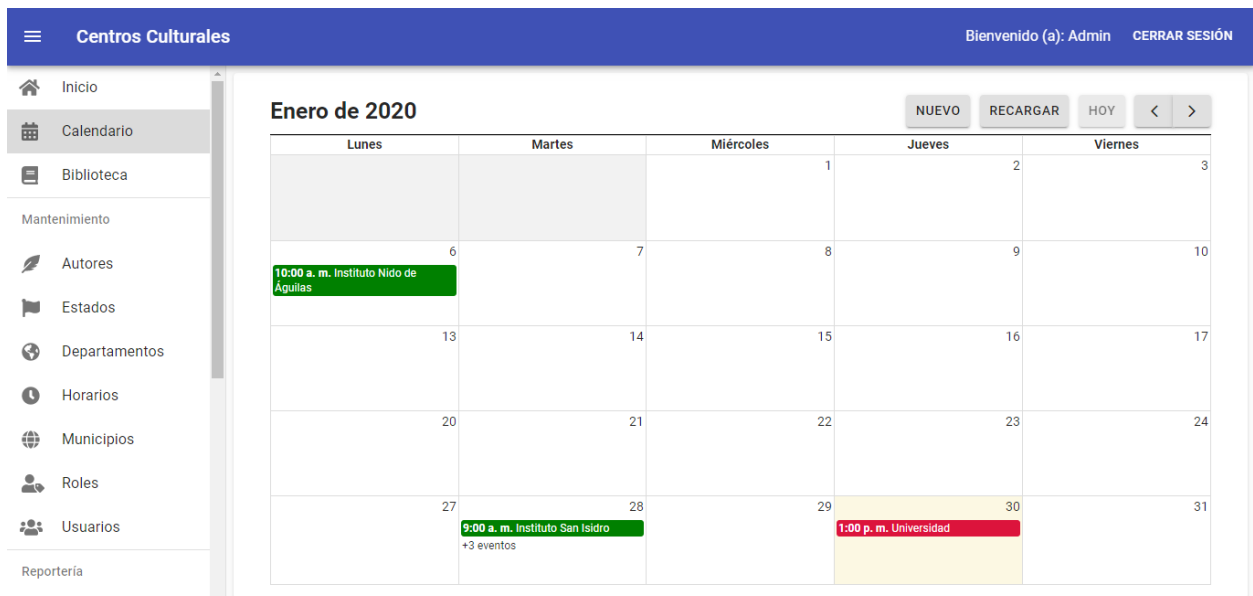 Centros Culturales
Bienvenido (a): Admin CERRAR SESIÓN
Inicio
Calendario
Biblioteca
Mantenimiento
Autores
Estados
Departamentos
Horarios
Municipios
Roles
Usuarios
Reportería
Enero de 2020
NUEVO RECARGAR HOY < >
Lunes Martes Miércoles Jueves Viernes
1 2 3
6 7 8 9 10
10:00 a. m. Instituto Nido de
Águilas
13 14 15 16 17
20 21 22 23 24
27 28 29 30 31
9:00 a. m. Instituto San Isidro 1:00 p. m. Universidad
+3 eventos